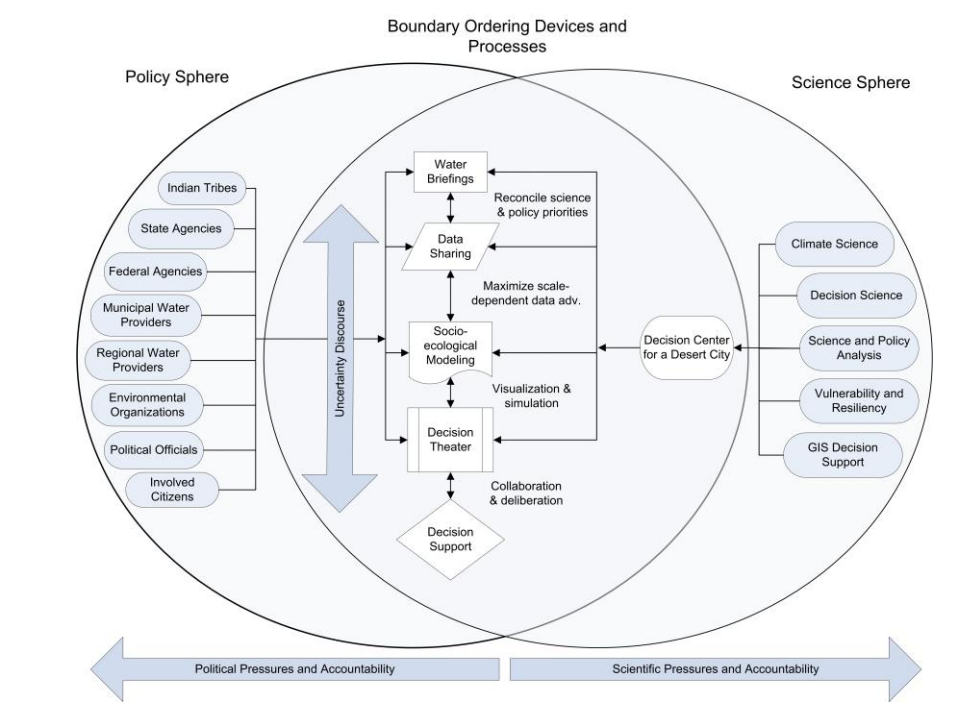 Boundary Ordering Devices and
Processes
Policy Sphere
Science Sphere
Indian Tribes
State Agencies
Federal Agencies
Municipal Water
Providers
Regional Water
Providers
Environmental
Organizations
Political Officials
Involved
Citizens
Uncertainty Discourse
Water
Briefings
Reconcile science
& policy priorities
Data
Sharing
Maximize scale-
dependent data adv.
Socio-
ecological
Modeling
Visualization &
simulation
Decision
Theater
Collaboration
& deliberation
Decision
Support
Decision Center
for a Desert City
Climate Science
Decision Science
Science and Policy
Analysis
Vulnerability and
Resiliency
GIS Decision
Support
Political Pressures and Accountability
Scientific Pressures and Accountability